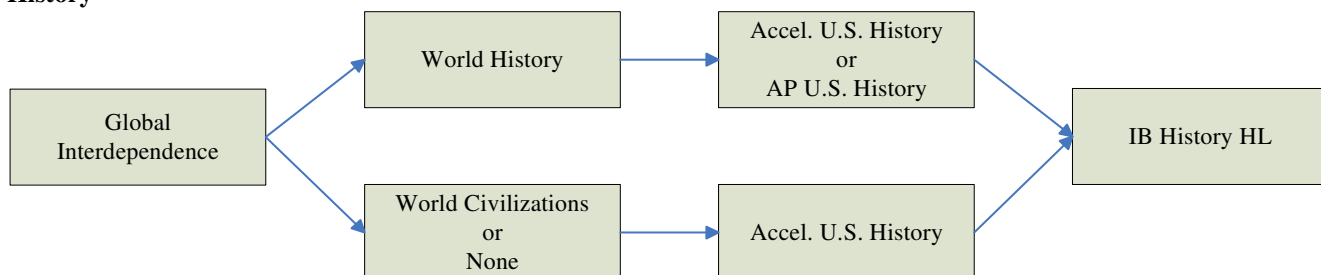 History
World History
Accel. U.S. History
or
AP U.S. History
Global
Interdependence
IB History HL
World Civilizations
or
None
Accel. U.S. History